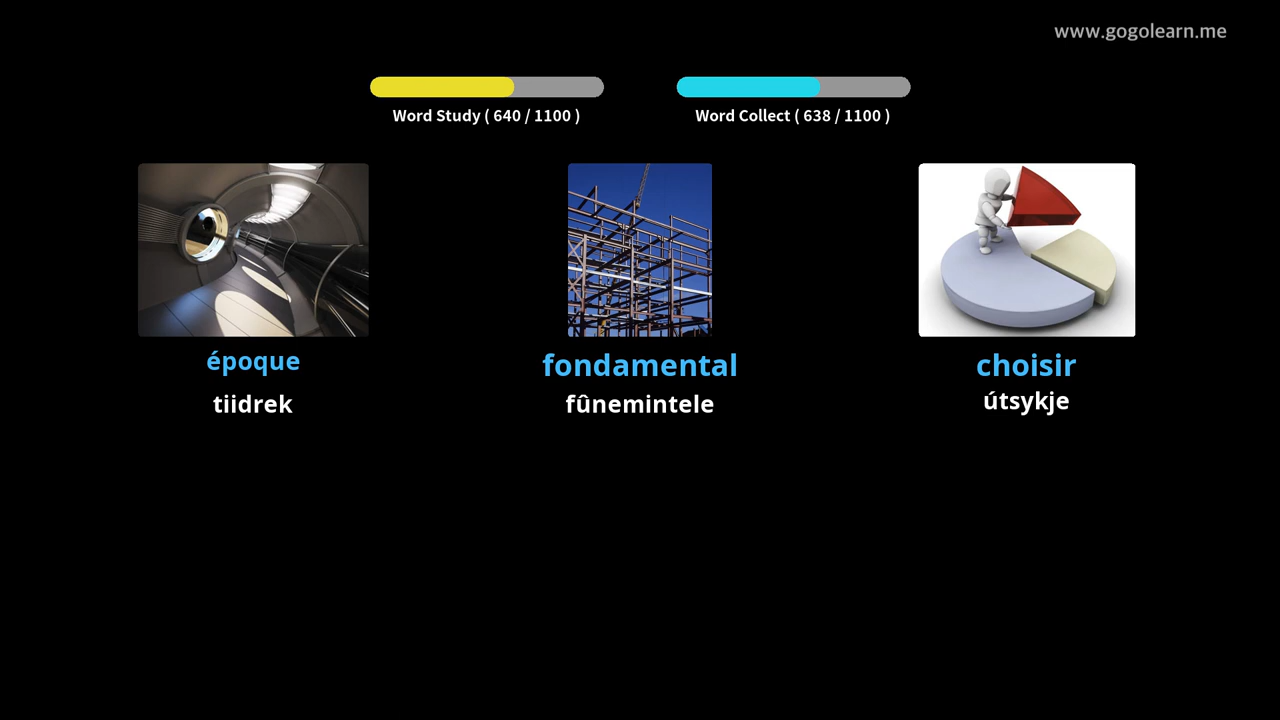 www.gogolearn.me
Word Study ( 640 / 1100 )
Word Collect ( 638 / 1100 )
époque
fondamental
choisir
tiidrek
fûnemintele
útsykje